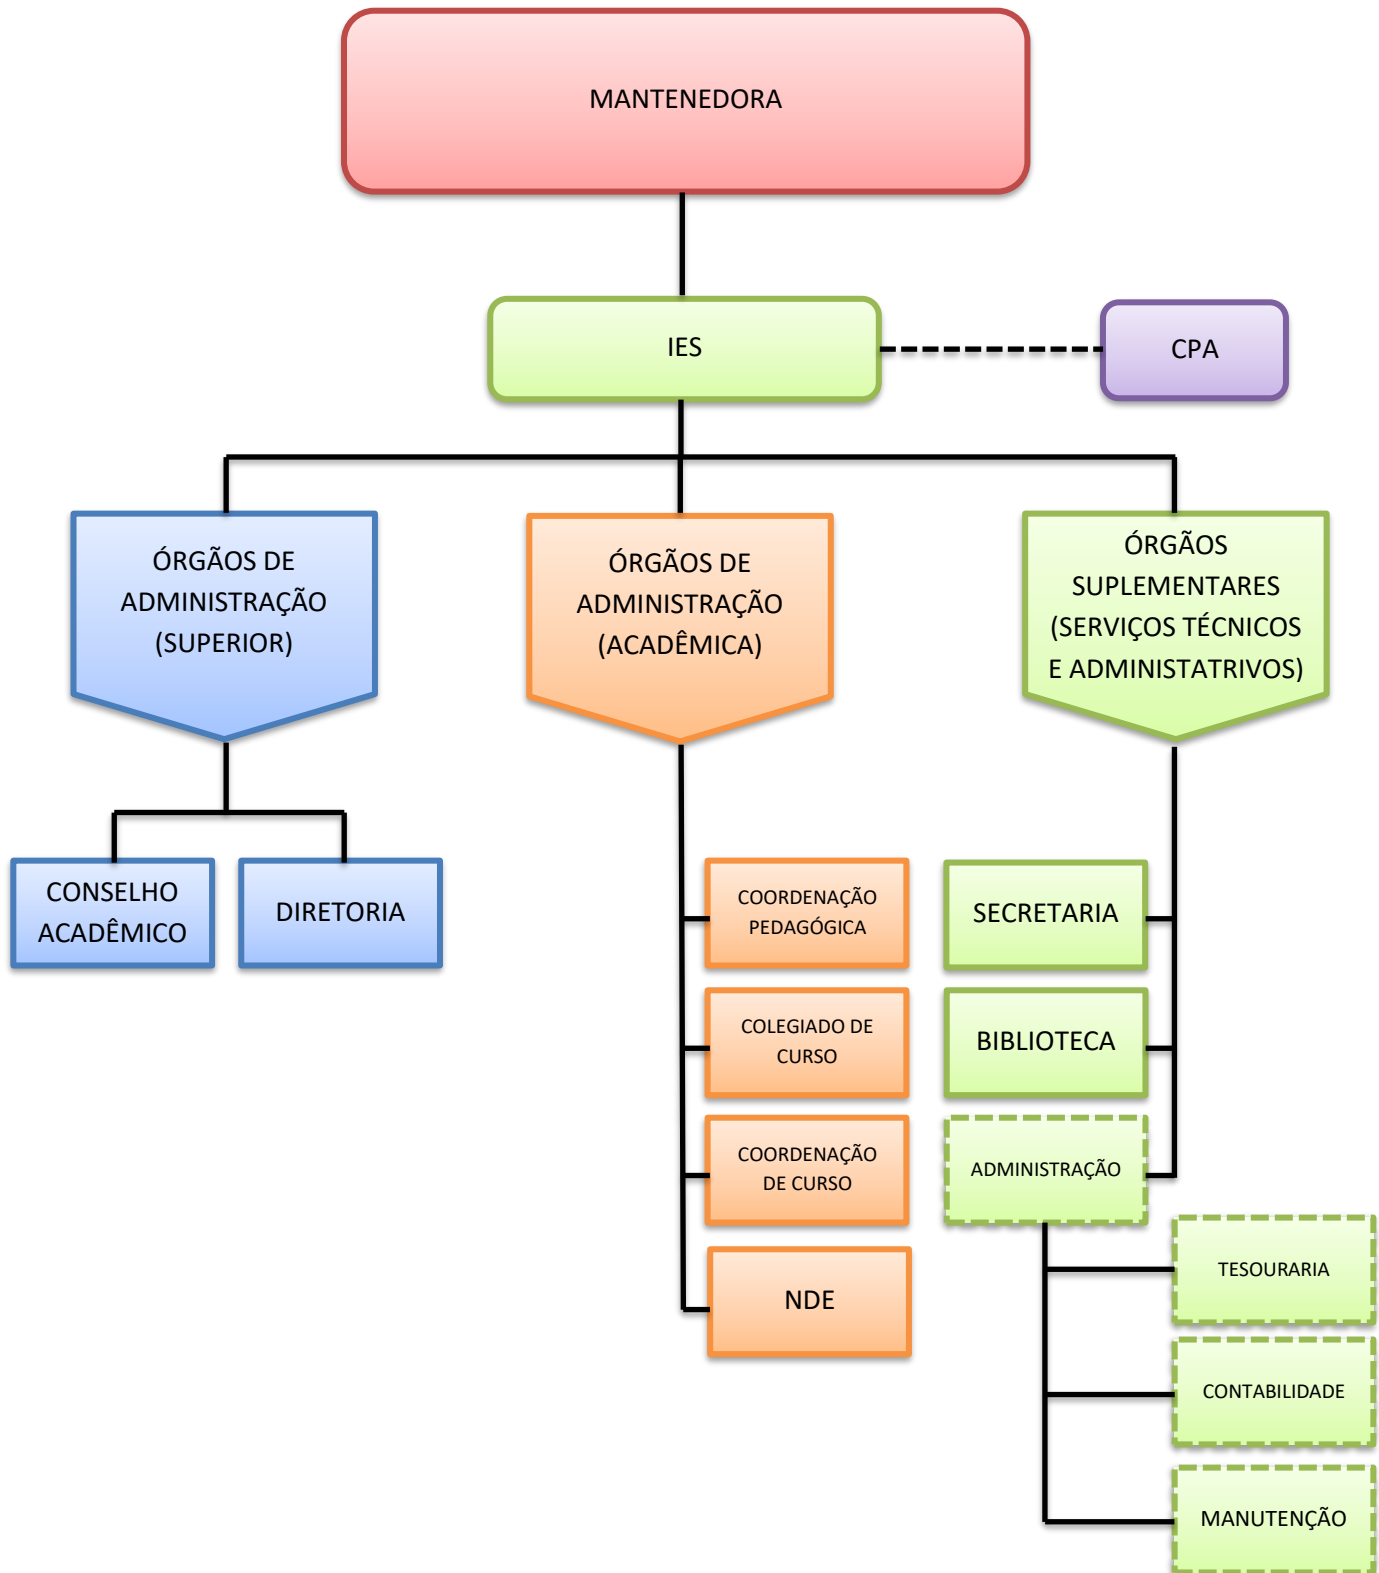 MANTENEDORA
IES
CPA
ÓRGÃOS DE
ADMINISTRAÇÃO
(SUPERIOR)
ÓRGÃOS DE
ADMINISTRAÇÃO
(ACADÊMICA)
ÓRGÃOS
SUPLEMENTARES
(SERVIÇOS TÉCNICOS
E ADMINISTATRIVOS)
CONSELHO
ACADÊMICO
DIRETORIA
COORDENAÇÃO
PEDAGÓGICA
COLEGIADO DE
CURSO
COORDENAÇÃO
DE CURSO
NDE
SECRETARIA
BIBLIOTECA
ADMINISTRAÇÃO
TESOURARIA
CONTABILIDADE
MANUTENÇÃO